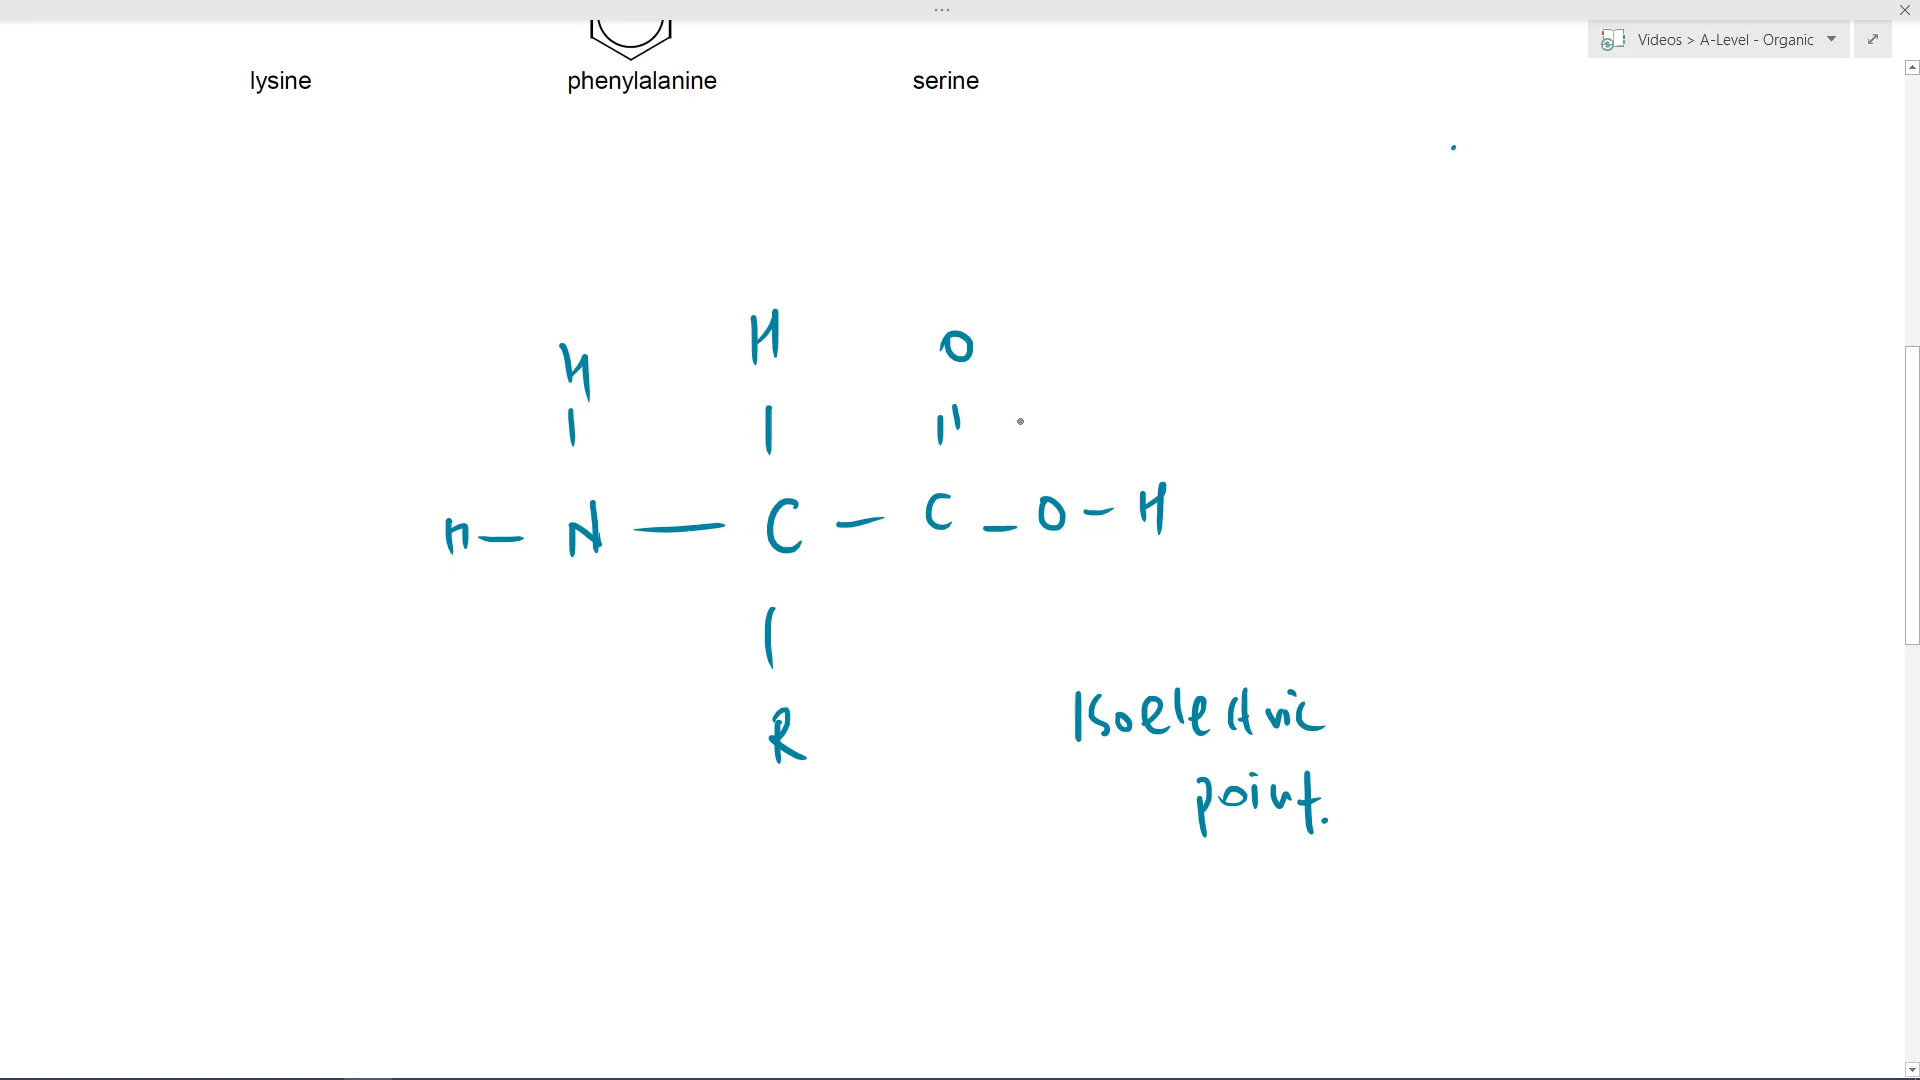 ...
Videos > A-Level - Organic
lysine phenylalanine serine
H H O
H - N — C - C - O - H
R
Isoelectric
point.